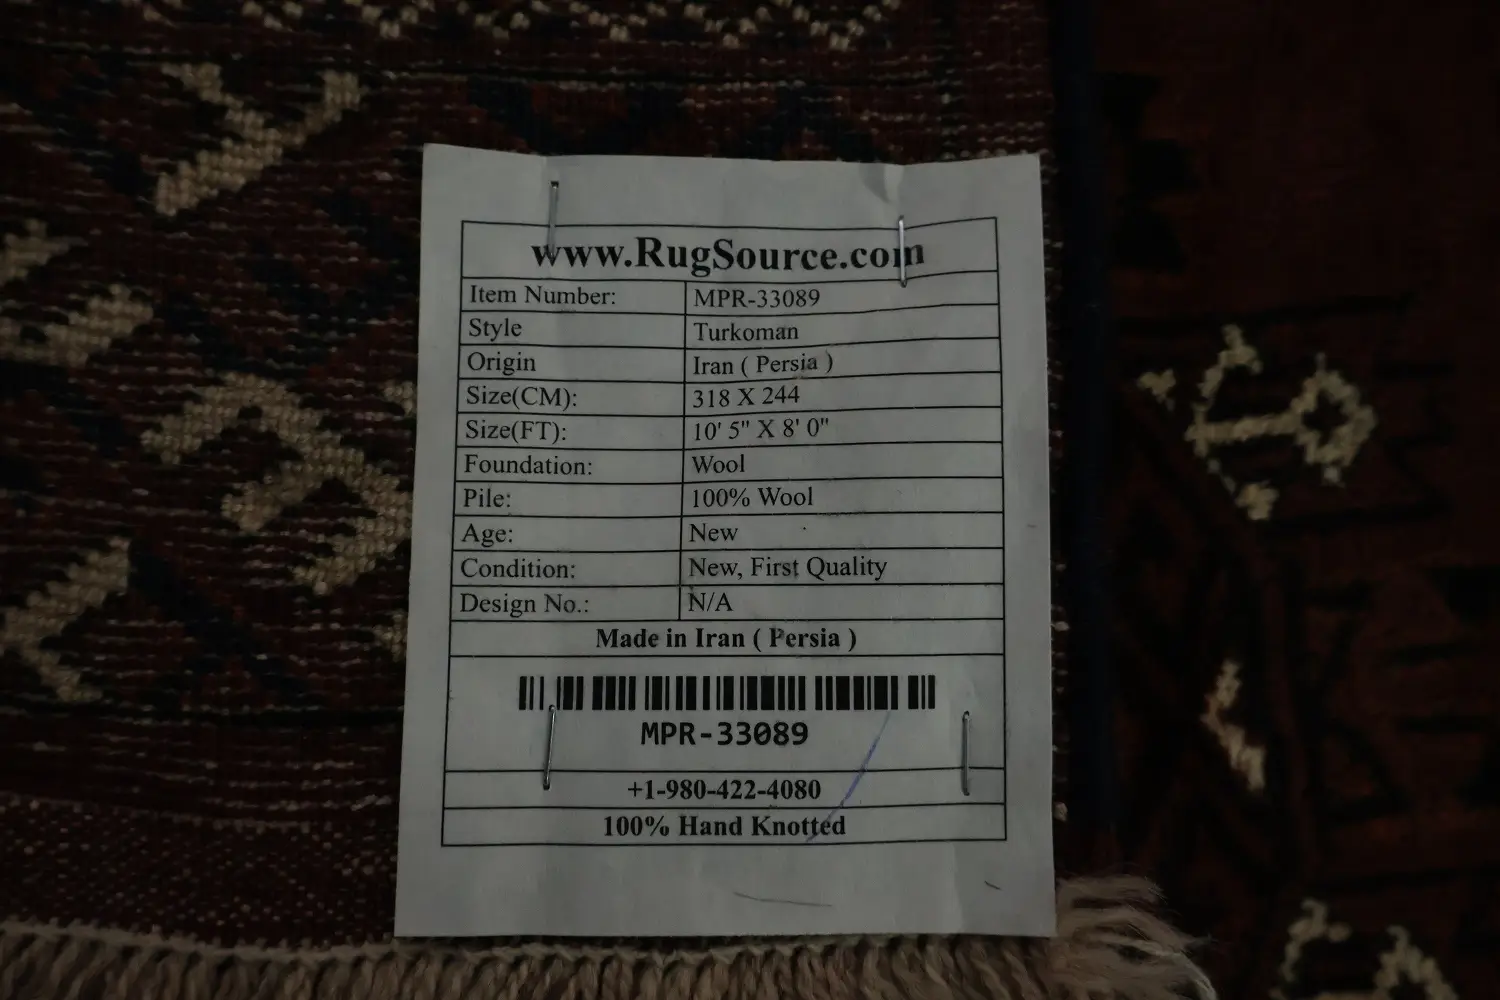 www.RugSource.com
Item Number: MPR-33089
Style Turkoman
Origin Iran ( Persia )
Size(CM): 318 X 244
Size(FT): 10' 5" X 8' 0"
Foundation: Wool
Pile: 100% Wool
Age: New
Condition: New, First Quality
Design No.: N/A
Made in Iran ( Persia )
MPR-33089
+1-980-422-4080
100% Hand Knotted